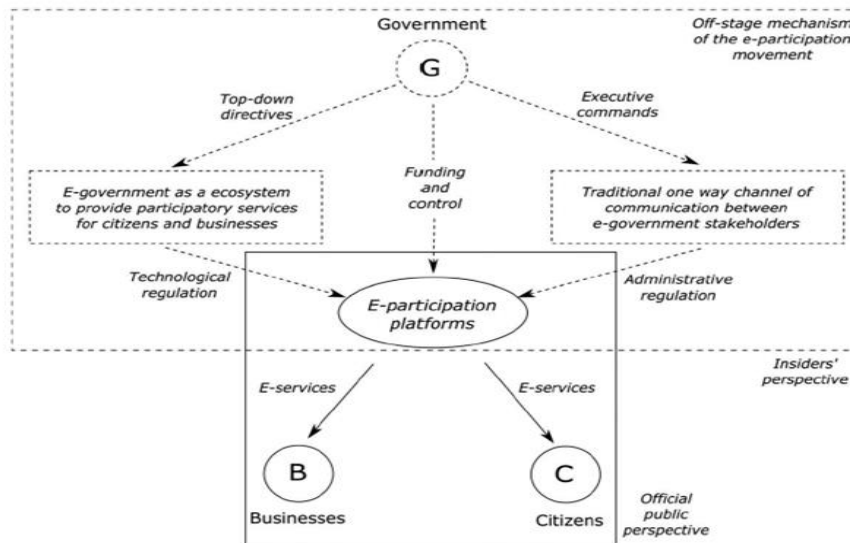 Government
Off-stage mechanism
of the e-participation
movement
G
Top-down
directives
Executive
commands
Funding
and
control
E-government as a ecosystem
to provide participatory services
for citizens and businesses
Traditional one way channel of
communication between
e-government stakeholders
Technological
regulation
Administrative
regulation
E-participation
platforms
Insiders'
perspective
E-services
E-services
B
C
Businesses
Citizens
Official
public
perspective